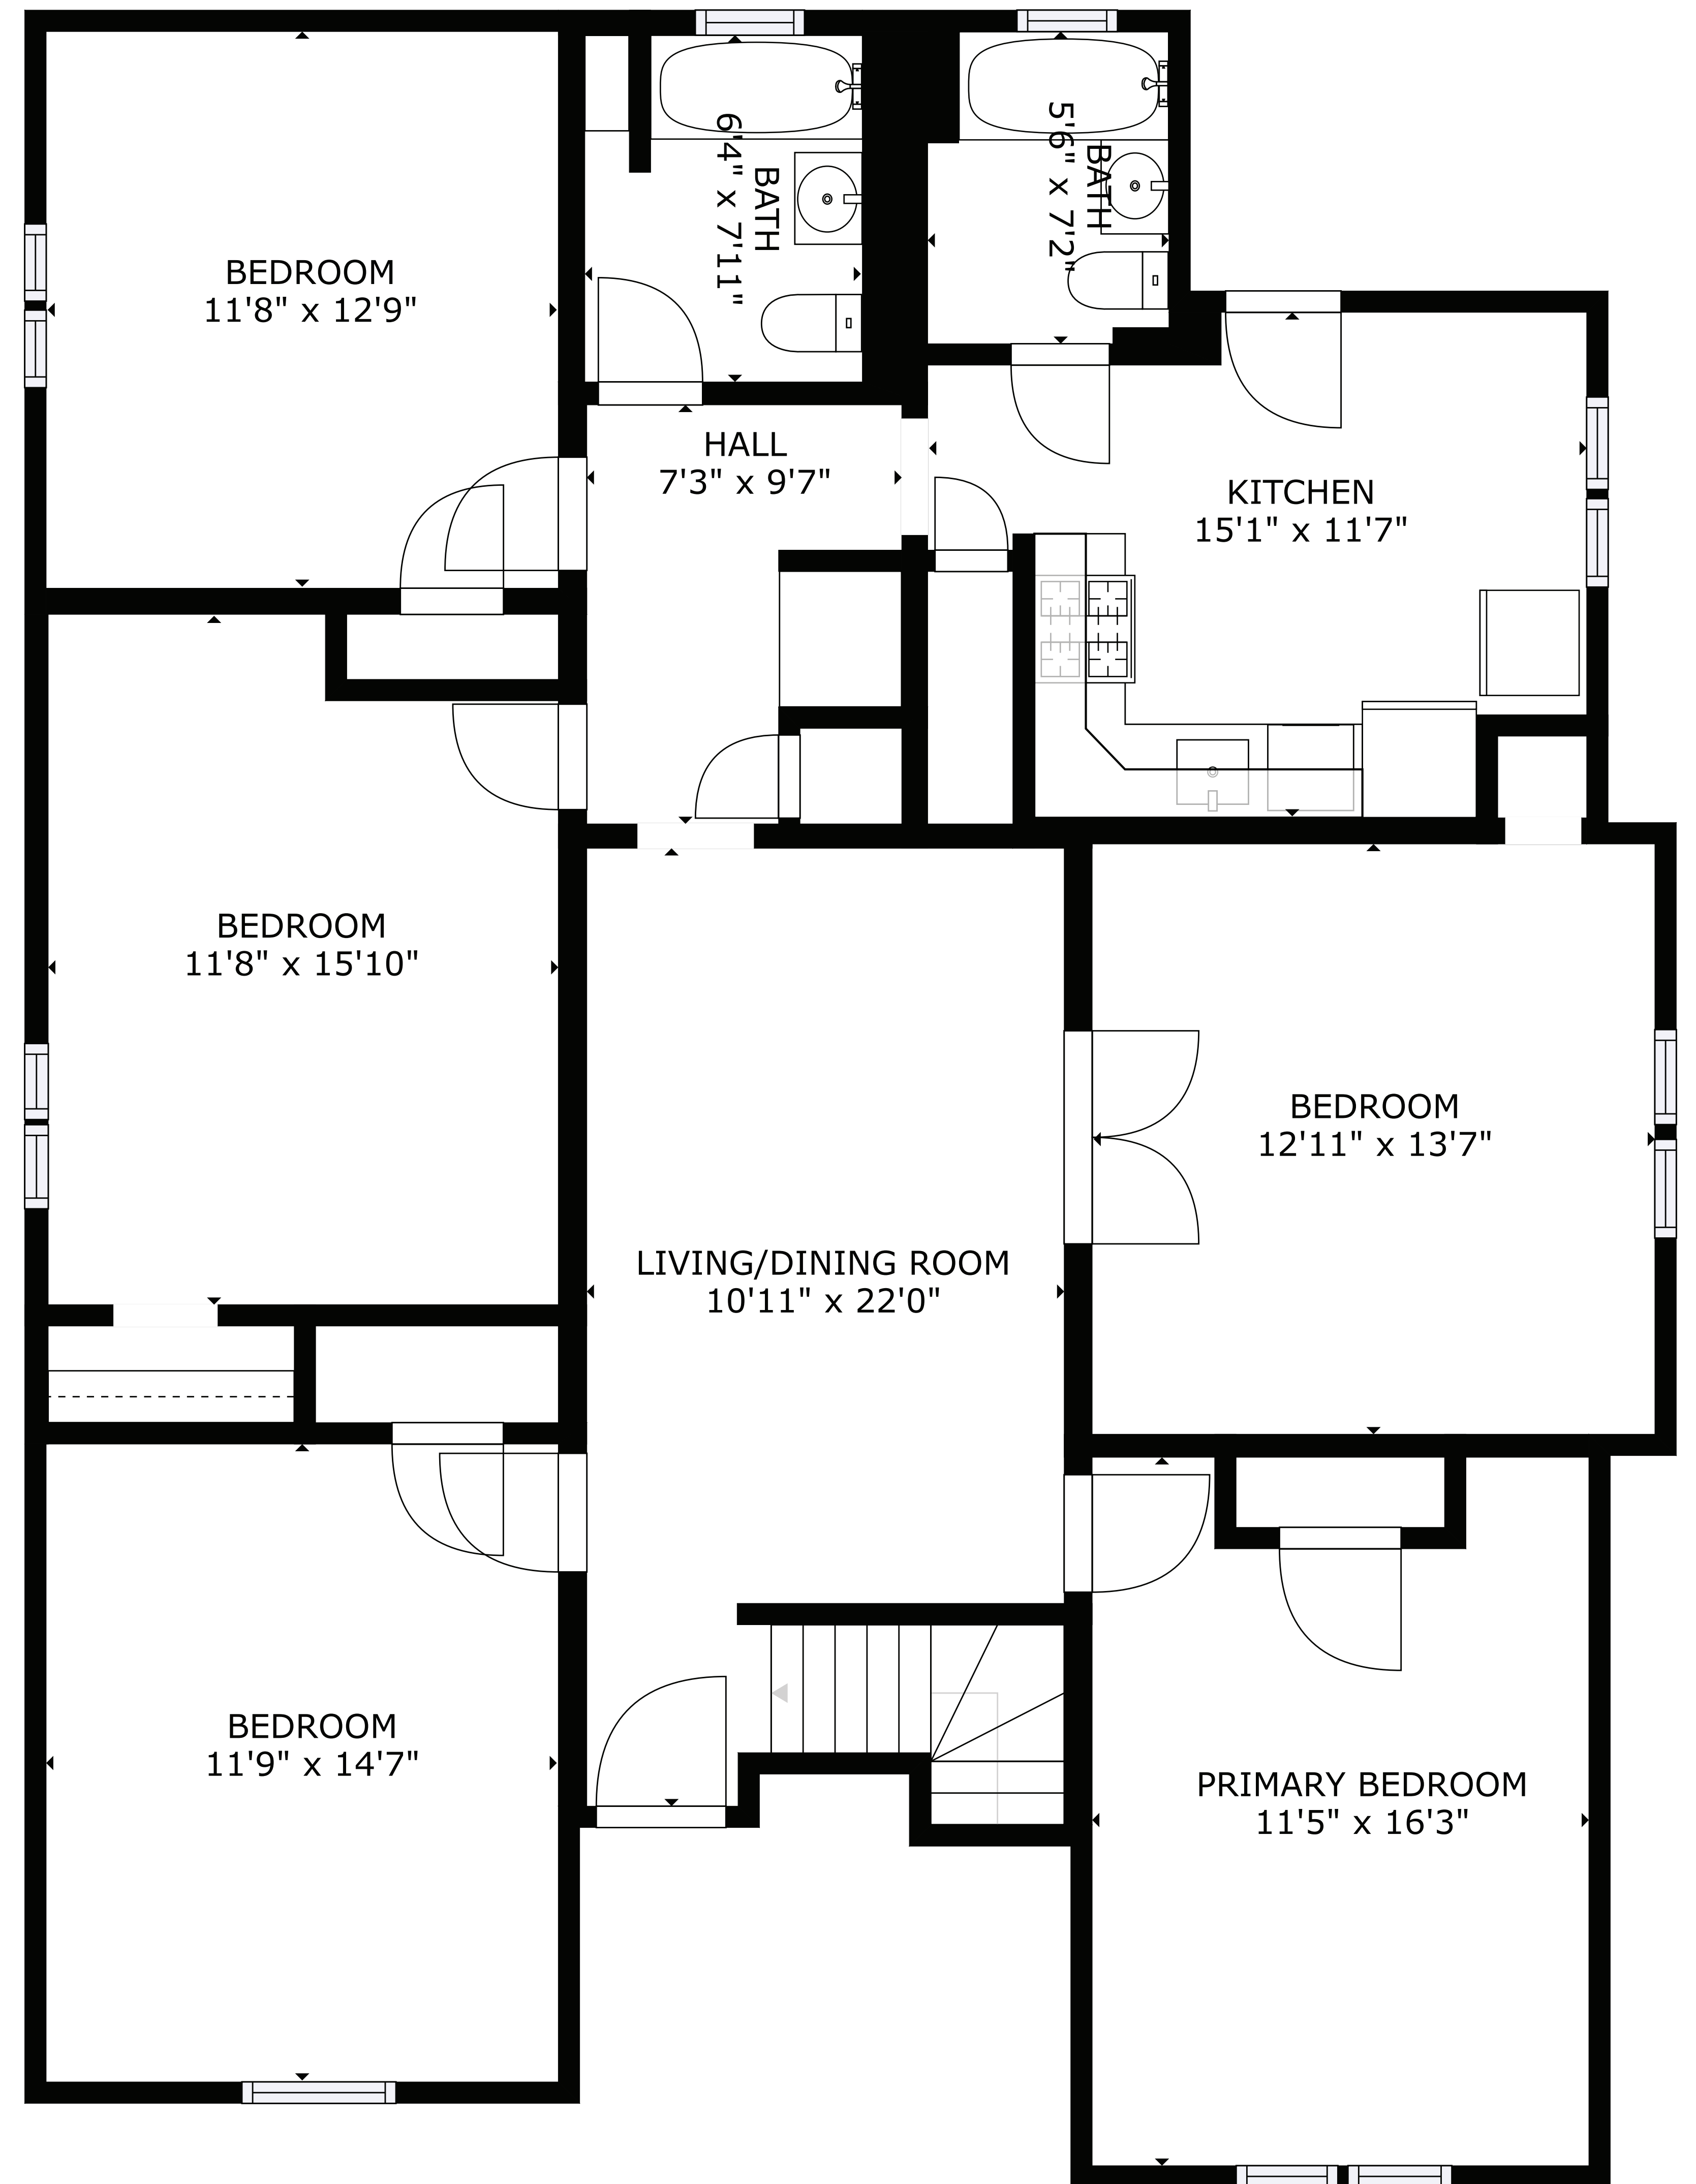 BEDROOM
11'8" x 12'9"
BATH
6'4" x 7'11"
BATH
5'6" x 7'2"
HALL
7'3" x 9'7"
KITCHEN
15'1" x 11'7"
BEDROOM
11'8" x 15'10"
BEDROOM
12'11" x 13'7"
LIVING/DINING ROOM
10'11" x 22'0"
BEDROOM
11'9" x 14'7"
PRIMARY BEDROOM
11'5" x 16'3"